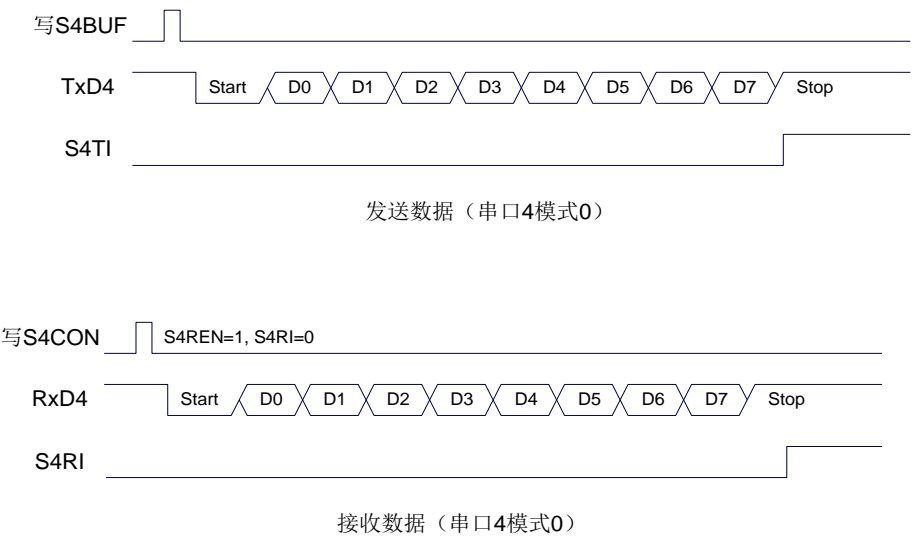 写S4BUF
TxD4 Start D0 D1 D2 D3 D4 D5 D6 D7 Stop
S4TI
发送数据（串口4模式0）
写S4CON S4REN=1, S4RI=0
RxD4 Start D0 D1 D2 D3 D4 D5 D6 D7 Stop
S4RI
接收数据（串口4模式0）